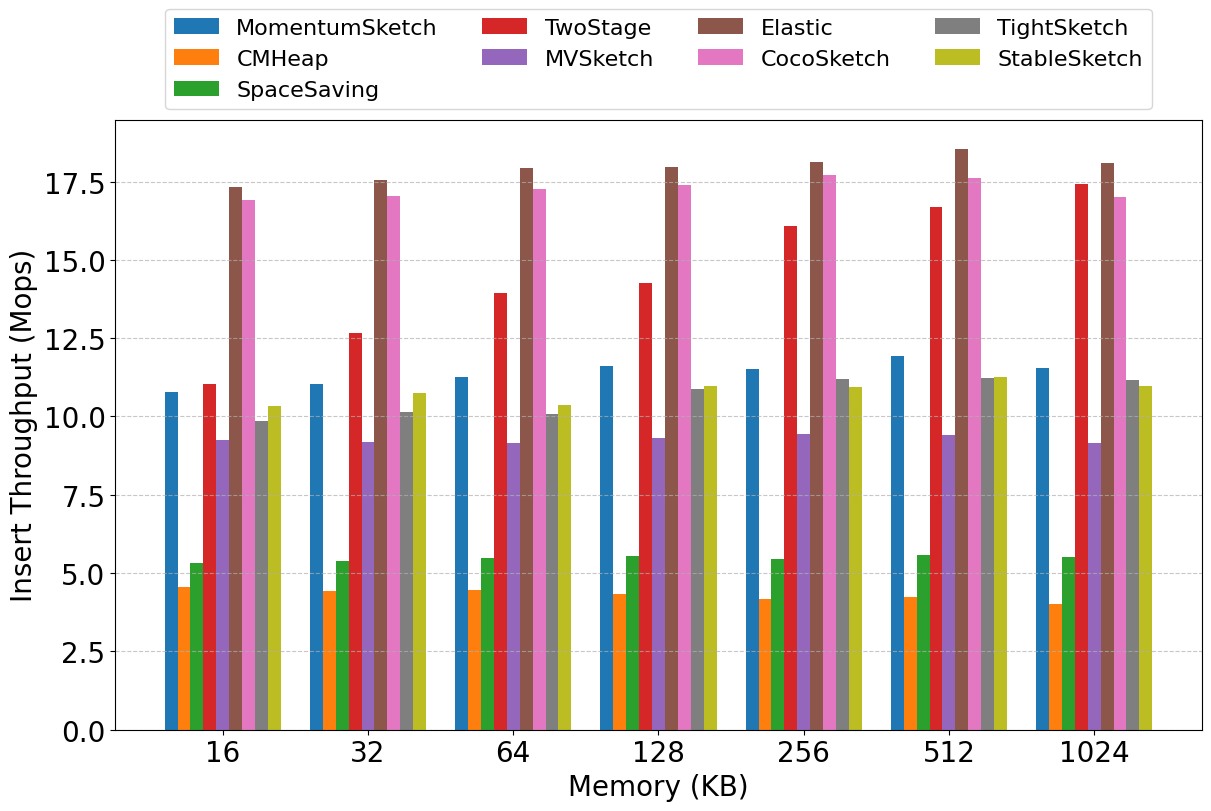 MomentumSketch TwoStage Elastic TightSketch
CMHeap MVSketch CocoSketch StableSketch
SpaceSaving
17.5
15.0
12.5
10.0
7.5
5.0
2.5
0.0
Insert Throughput (Mops)
16 32 64 128 256 512 1024
Memory (KB)